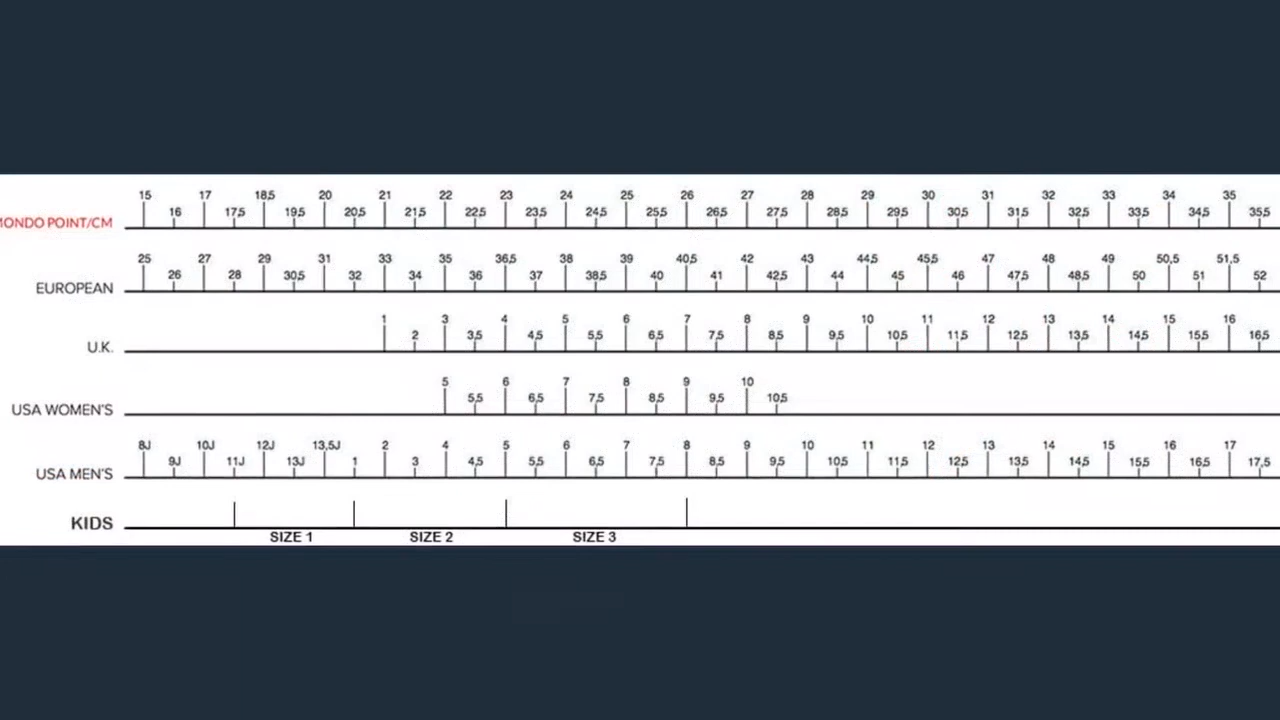 15 17 18,5 20 21 22 23 24 25 26 27 28 29 30 31 32 33 34 35
MONDO POINT/CM 16 17,5 19,5 20,5 21,5 22,5 23,5 24,5 25,5 26,5 27,5 28,5 29,5 30,5 31,5 32,5 33,5 34,5 35,5
25 27 29 31 33 35 36,5 38 39 40,5 42 43 44,5 45,5 47 48 49 50,5 51,5
EUROPEAN 26 28 30,5 32 34 36 37 38,5 40 41 42,5 44 45 46 47,5 48,5 50 51 52
1 3 4 5 6 7 8 9 10 11 12 13 14 15 16
U.K. 2 3,5 4,5 5,5 6,5 7,5 8,5 9,5 10,5 11,5 12,5 13,5 14,5 15,5 16,5
5 6 7 8 9 10
USA WOMEN'S 5,5 6,5 7,5 8,5 9,5 10,5
8J 10J 12J 13,5J 2 4 5 6 7 8 9 10 11 12 13 14 15 16 17
USA MEN'S 9J 11J 13J 1 3 4,5 5,5 6,5 7,5 8,5 9,5 10,5 11,5 12,5 13,5 14,5 15,5 16,5 17,5
KIDS
SIZE 1 SIZE 2 SIZE 3